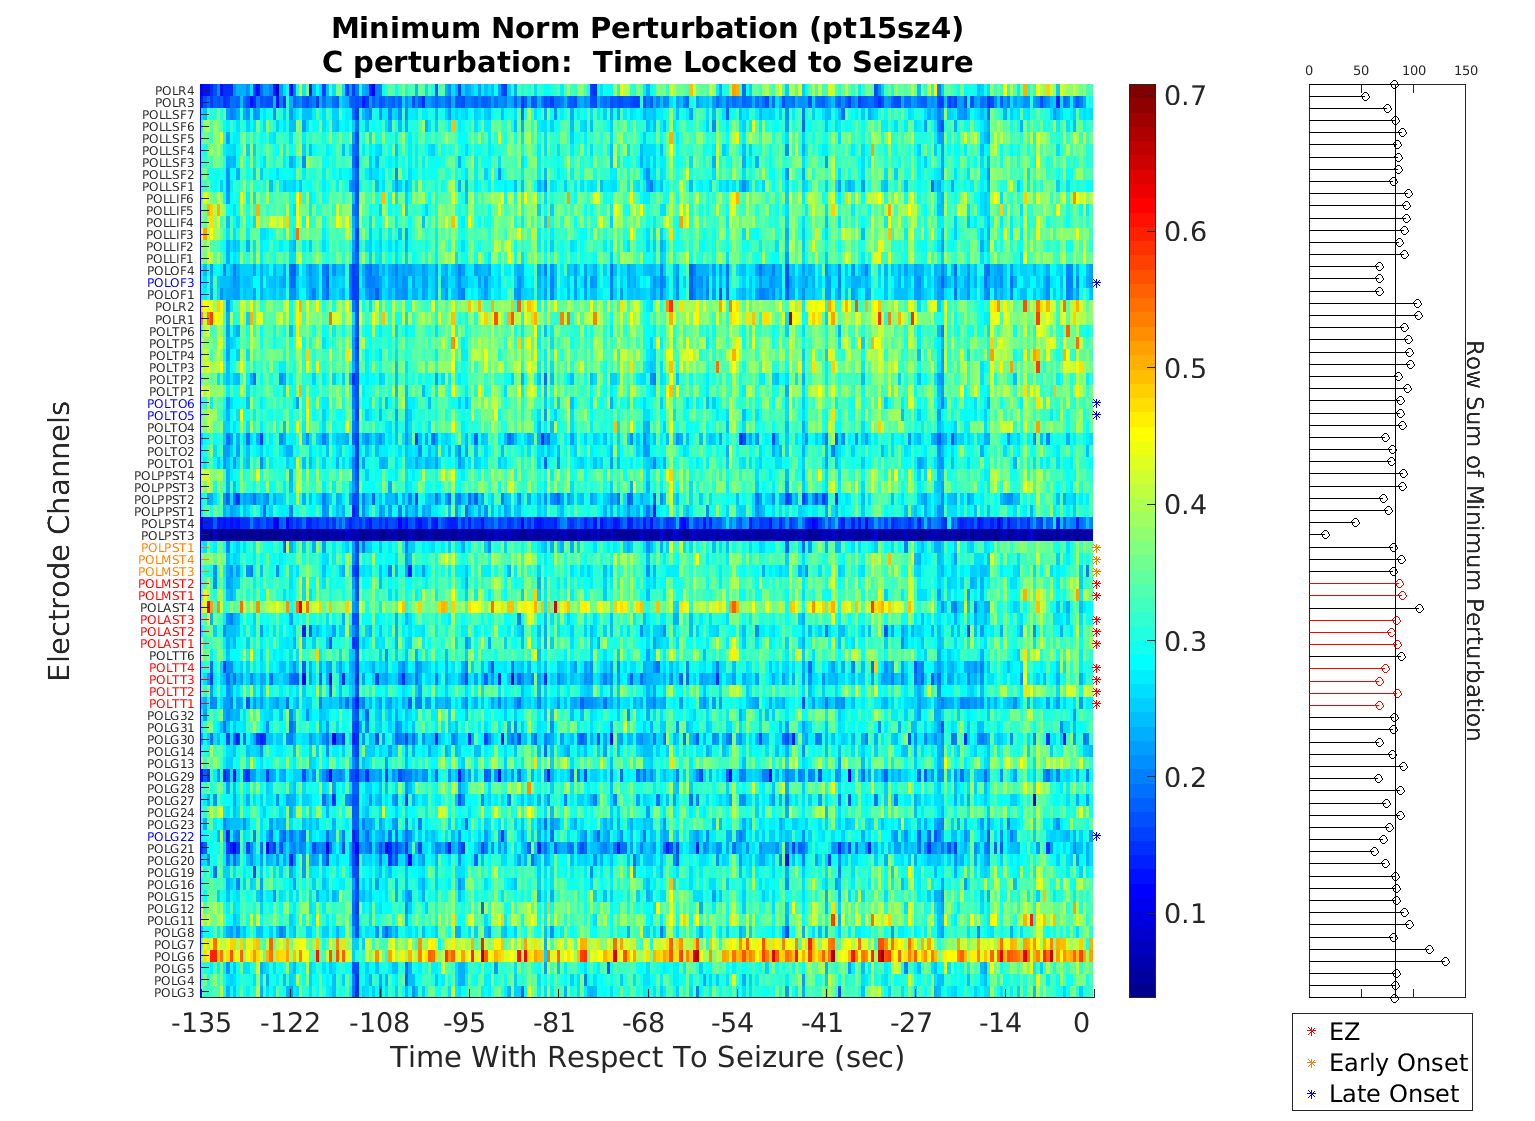 Minimum Norm Perturbation (pt15sz4)
C perturbation:  Time Locked to Seizure
Electrode Channels
POLR4
POLR3
POLLSF7
POLLSF6
POLLSF5
POLLSF4
POLLSF3
POLLSF2
POLLSF1
POLLIF6
POLLIF5
POLLIF4
POLLIF3
POLLIF2
POLLIF1
POLOF4
POLOF3
POLOF1
POLR2
POLR1
POLTP6
POLTP5
POLTP4
POLTP3
POLTP2
POLTP1
POLTO6
POLTO5
POLTO4
POLTO3
POLTO2
POLTO1
POLPPST4
POLPPST3
POLPPST2
POLPPST1
POLPST4
POLPST3
POLPST1
POLMST4
POLMST3
POLMST2
POLMST1
POLAST4
POLAST3
POLAST2
POLAST1
POLTT6
POLTT4
POLTT3
POLTT2
POLTT1
POLG32
POLG31
POLG30
POLG14
POLG13
POLG29
POLG28
POLG27
POLG24
POLG23
POLG22
POLG21
POLG20
POLG19
POLG16
POLG15
POLG12
POLG11
POLG8
POLG7
POLG6
POLG5
POLG4
POLG3
-135 -122 -108 -95 -81 -68 -54 -41 -27 -14 0
Time With Respect To Seizure (sec)
0.7
0.6
0.5
0.4
0.3
0.2
0.1
0 50 100 150
Row Sum of Minimum Perturbation
EZ
Early Onset
Late Onset